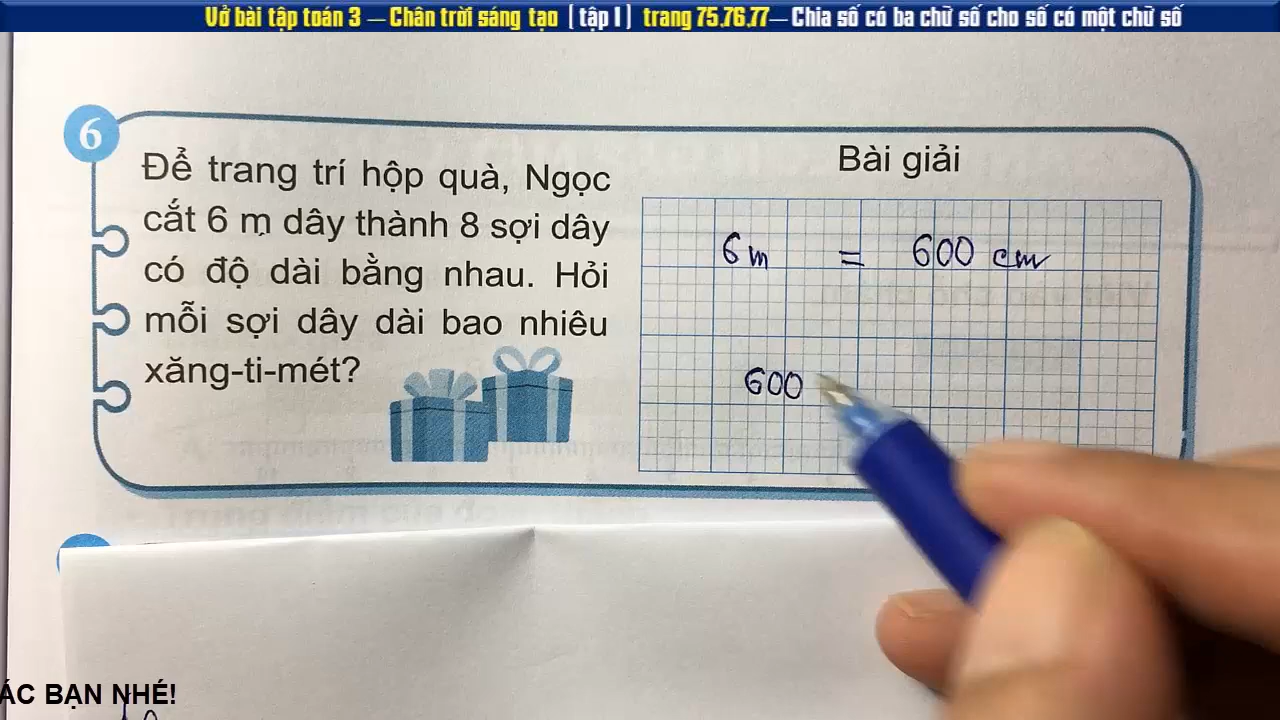 Vở bài tập toán 3 – Chân trời sáng tạo (tập 1) trang 75,76,77– Chia số có ba chữ số cho số có một chữ số
6
Để trang trí hộp quà, Ngọc
cắt 6 m dây thành 8 sợi dây
có độ dài bằng nhau. Hỏi
mỗi sợi dây dài bao nhiêu
xăng-ti-mét?
Bài giải
6m = 600 cm
600
ÁC BẠN NHÉ!